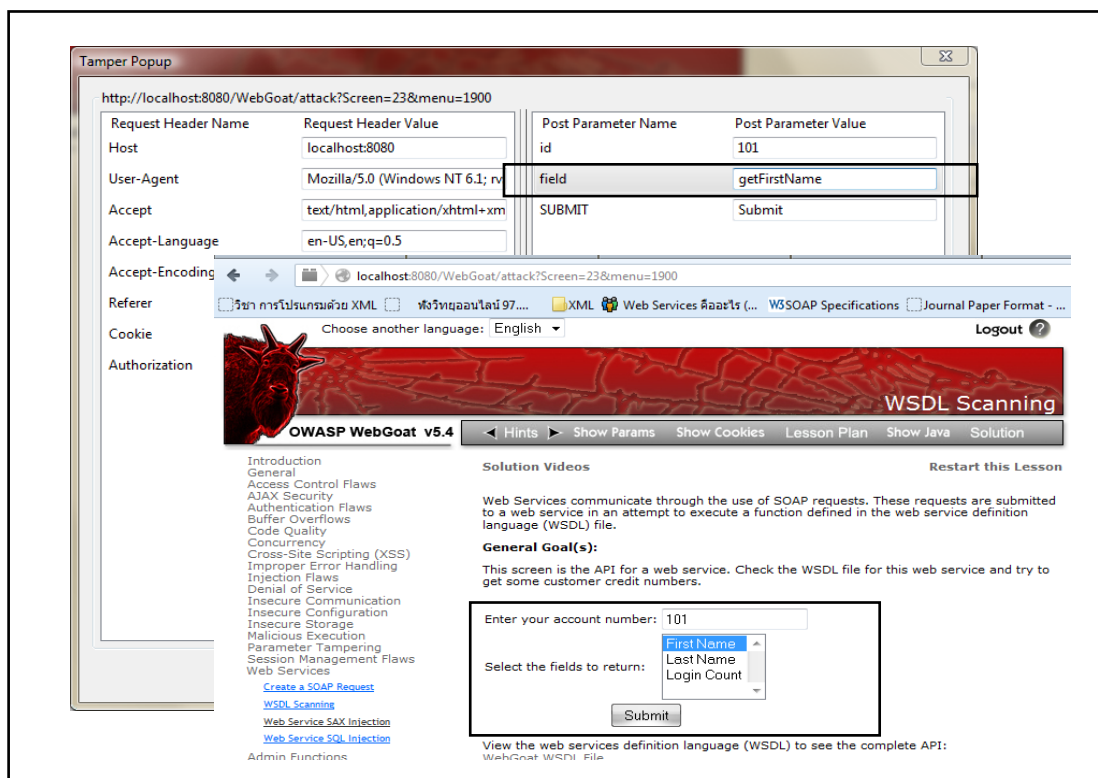 Tamper Popup
http://localhost:8080/WebGoat/attack?Screen=23&menu=1900
Request Header Name Request Header Value Post Parameter Name Post Parameter Value
Host localhost:8080 id 101
User-Agent Mozilla/5.0 (Windows NT 6.1; rv field getFirstName
Accept text/html,application/xhtml+xm SUBMIT Submit
Accept-Language en-US,en;q=0.5
Accept-Encoding
Referer
Cookie
Authorization
localhost:8080/WebGoat/attack?Screen=23&menu=1900
วิชา การโปรแกรมด้วย XML ฟังวิทยุออนไลน์ 97.... XML Web Services คืออะไร (... W3 SOAP Specifications Journal Paper Format - ...
Choose another language: English Logout ?
WSDL Scanning
OWASP WebGoat v5.4 Hints Show Params Show Cookies Lesson Plan Show Java Solution
Introduction
General
Access Control Flaws
AJAX Security
Authentication Flaws
Buffer Overflows
Code Quality
Concurrency
Cross-Site Scripting (XSS)
Improper Error Handling
Injection Flaws
Denial of Service
Insecure Communication
Insecure Configuration
Insecure Storage
Malicious Execution
Parameter Tampering
Session Management Flaws
Web Services
Create a SOAP Request
WSDL Scanning
Web Service SAX Injection
Web Service SQL Injection
Admin Functions
Solution Videos Restart this Lesson
Web Services communicate through the use of SOAP requests. These requests are submitted
to a web service in an attempt to execute a function defined in the web service definition
language (WSDL) file.
General Goal(s):
This screen is the API for a web service. Check the WSDL file for this web service and try to
get some customer credit numbers.
Enter your account number: 101
Select the fields to return:
First Name
Last Name
Login Count
Submit
View the web services definition language (WSDL) to see the complete API:
WebGoat WSDL File